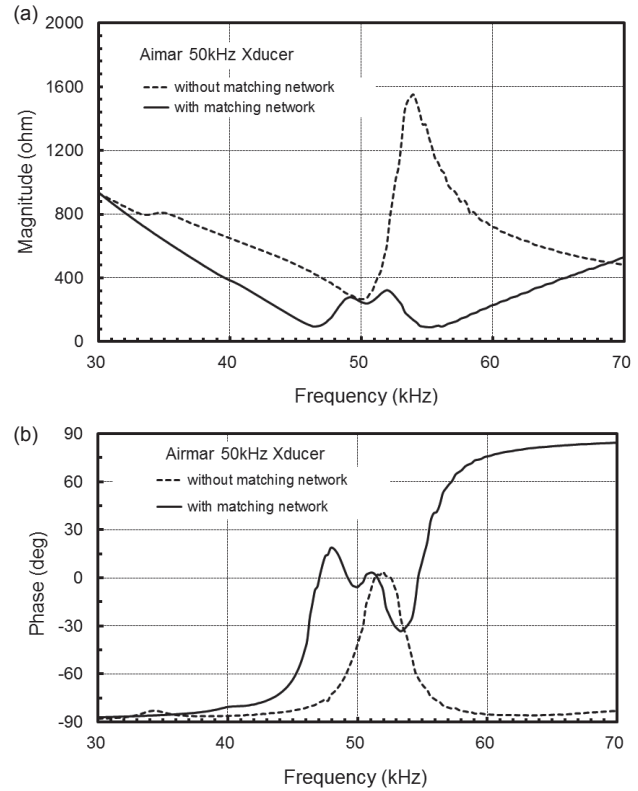 (a)
2000
1600
1200
800
400
0
Magnitude (ohm)
Aimar 50kHz Xducer
without matching network
with matching network
30
40
50
60
70
Frequency (kHz)
(b)
90
75
30
0
-30
-60
-90
Phase (deg)
Airmar 50kHz Xducer
without matching network
with matching network
30
40
50
60
70
Frequency (kHz)